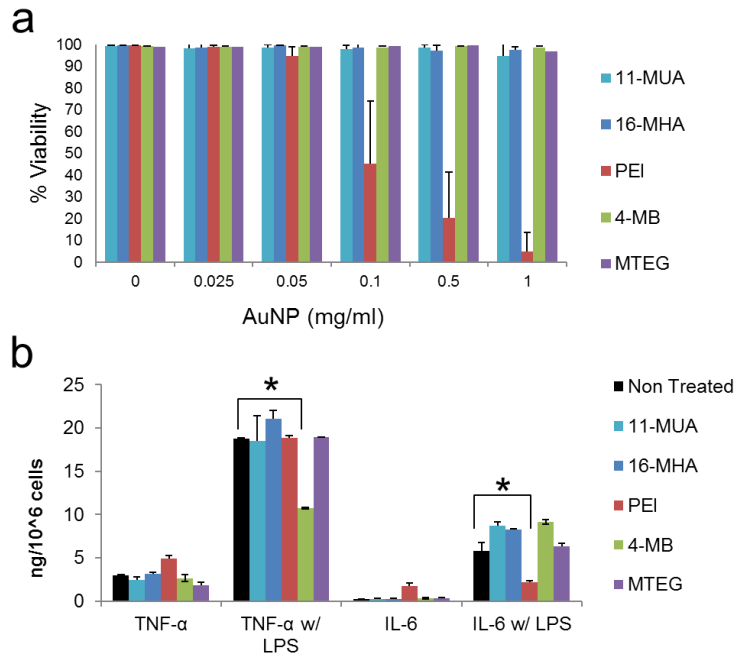 a
% Viability
100
90
80
70
60
50
40
30
20
10
0
0 0.025 0.05 0.1 0.5 1
AuNP (mg/ml)
11-MUA
16-MHA
PEI
4-MB
MTEG
b
ng/10^6 cells
25
20
15
10
5
0
*
*
TNF-α TNF-α w/ IL-6 IL-6 w/ LPS
LPS
Non Treated
11-MUA
16-MHA
PEI
4-MB
MTEG